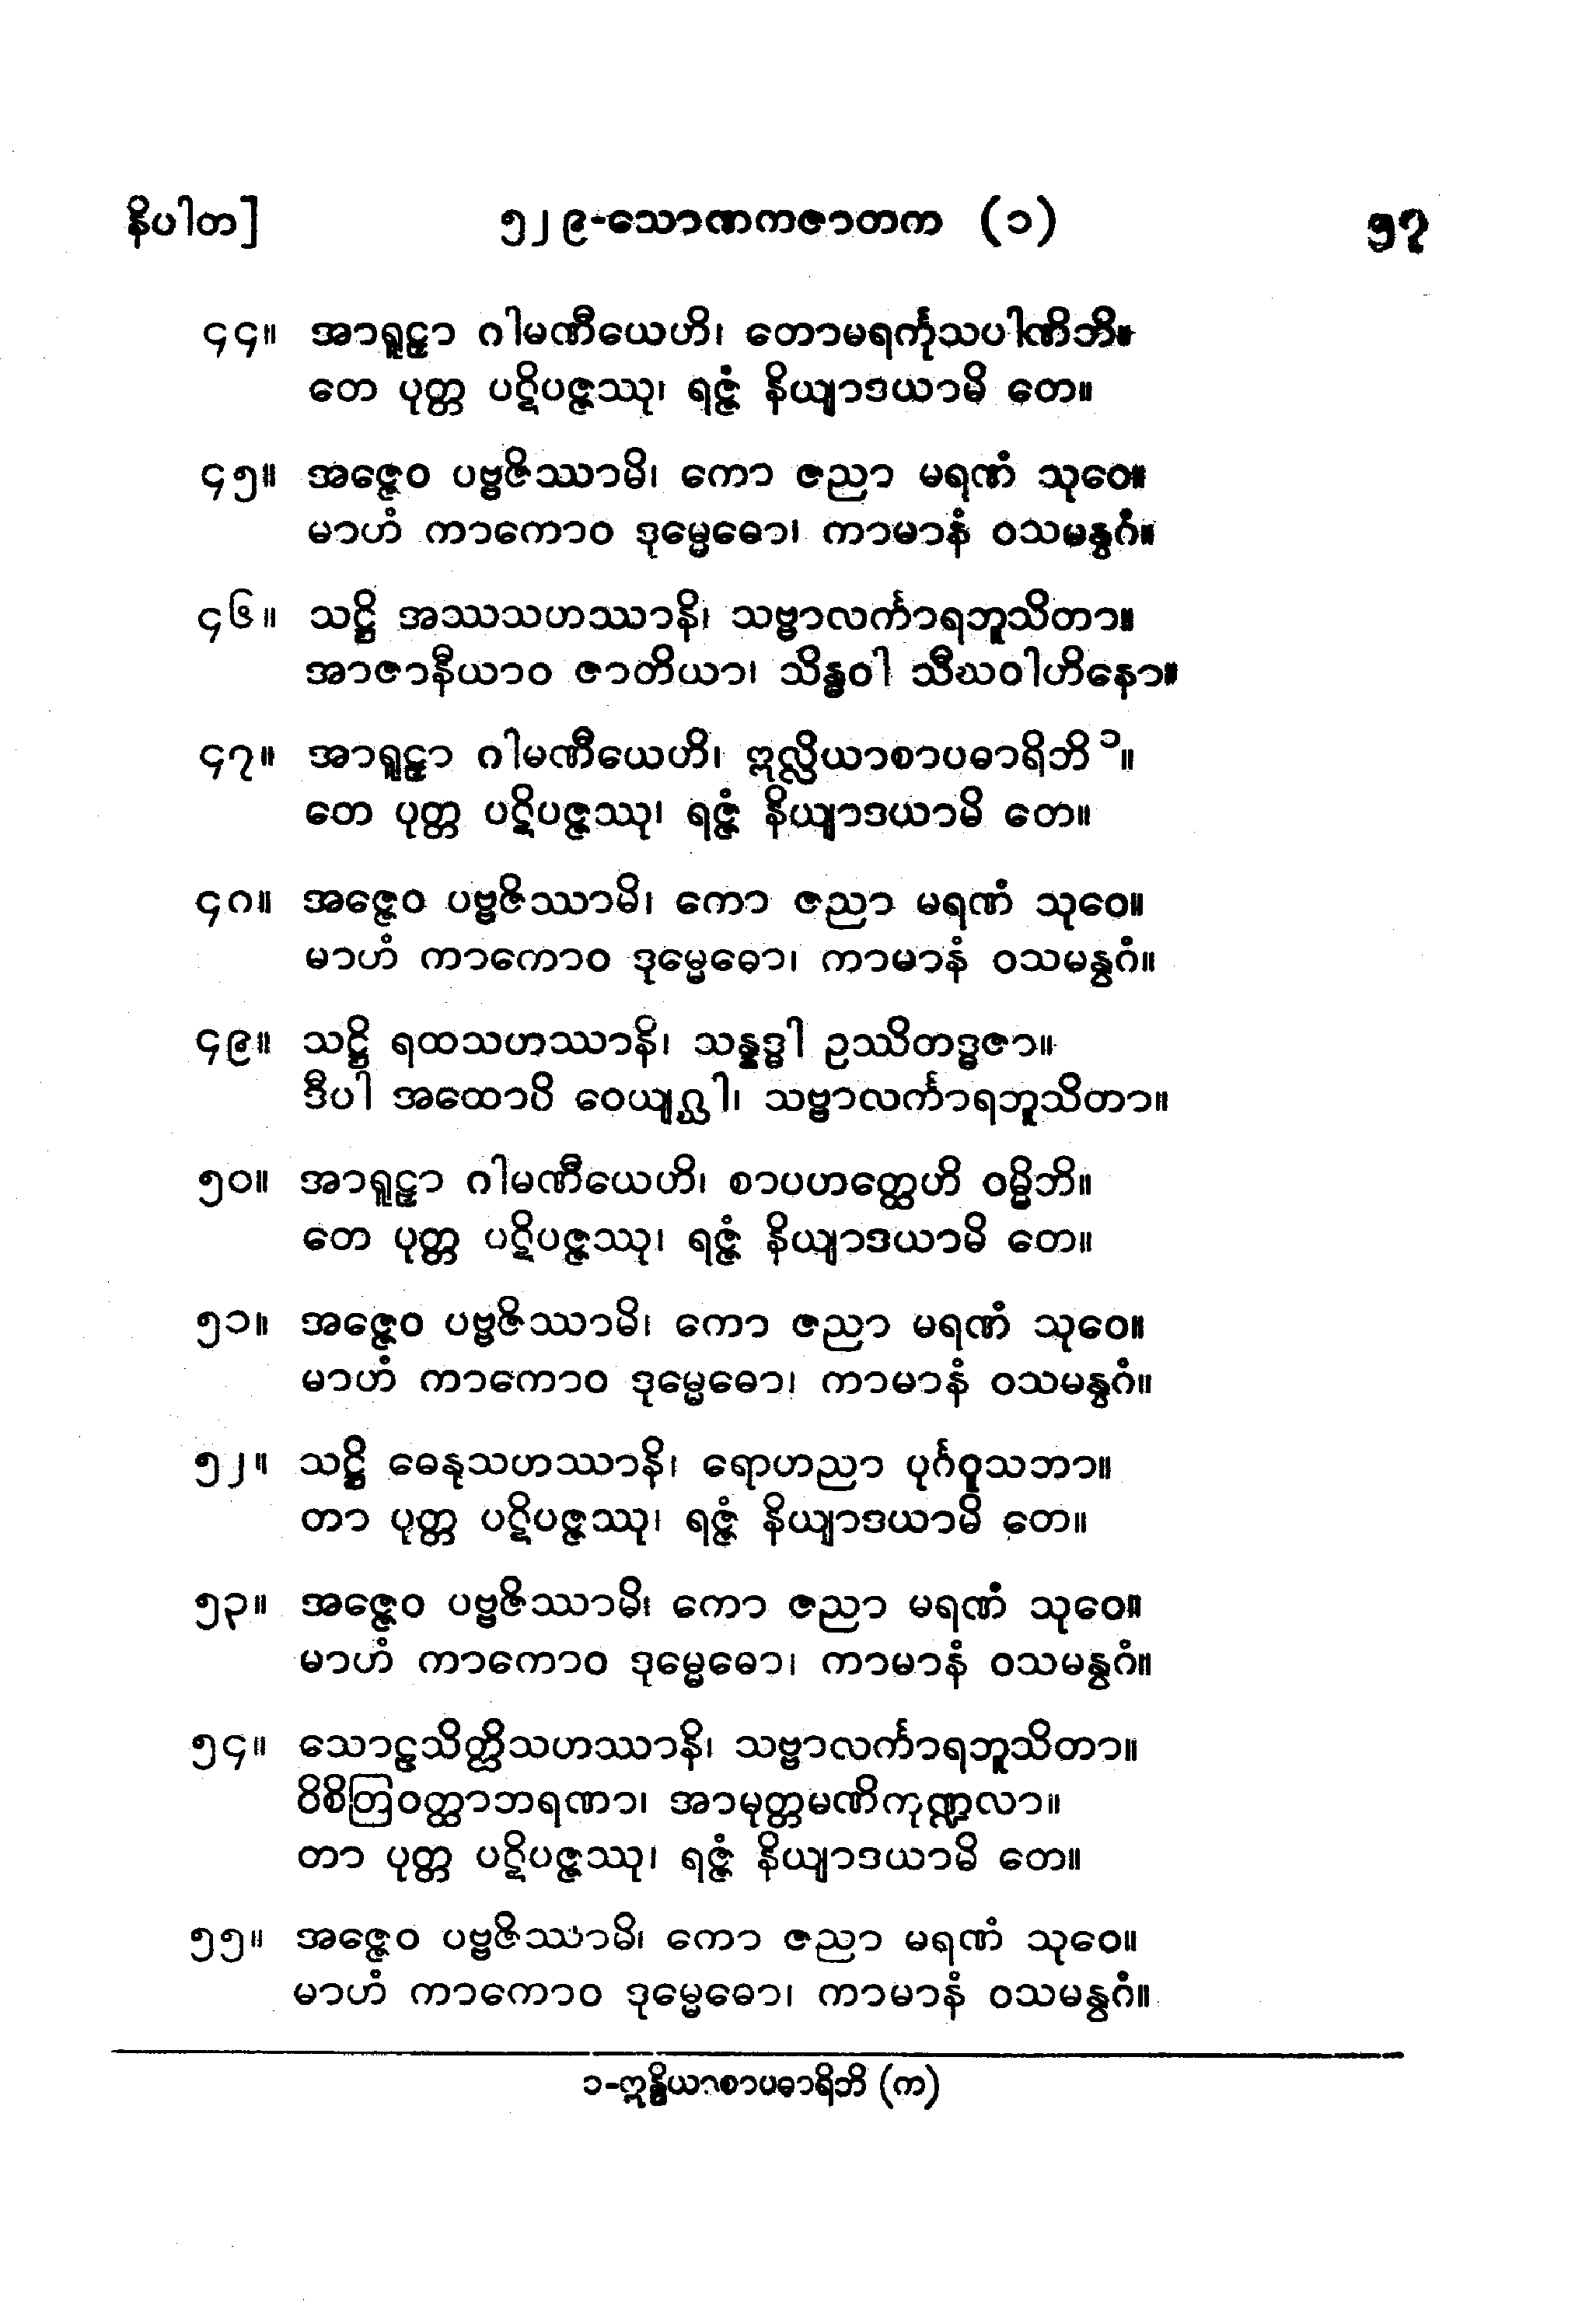 နိပါတ]
၅၂၉-သောဏကဇာတက (၁)
၅၇
၄၄။ အာရူဠှာ ဂါမဏီယေဟိ၊ တောမရင်္ကုသပါဏိဘိ။
တေ ပုတ္တ ပဋိပဇ္ဇဿု၊ ရဇ္ဇံ နိယျာဒယာမိ တေ။
၄၅။ အဇ္ဇေဝ ပဗ္ဗဇိဿာမိ၊ ကော ဇညာ မရဏံ သုဝေ။
မာဟံ ကာကောဝ ဒုမ္မေဓော၊ ကာမာနံ ဝသမန္ဝဂံ။
၄၆။ သဋ္ဌိ အဿသဟဿာနိ၊ သဗ္ဗာလင်္ကာရဘူသိတာ။
အာဇာနီယာဝ ဇာတိယာ၊ သိန္ဓဝါ သီဃဝါဟိနော။
၄၇။ အာရူဠှာ ဂါမဏီယေဟိ၊ ဣလ္လိယာစာပဓာရိဘိ ၁။
တေ ပုတ္တ ပဋိပဇ္ဇဿု၊ ရဇ္ဇံ နိယျာဒယာမိ တေ။
၄၈။ အဇ္ဇေဝ ပဗ္ဗဇိဿာမိ၊ ကော ဇညာ မရဏံ သုဝေ။
မာဟံ ကာကောဝ ဒုမ္မေဓော၊ ကာမာနံ ဝသမန္ဝဂံ။
၄၉။ သဋ္ဌိ ရထသဟဿာနိ၊ သန္နဒ္ဓါ ဥဿိတဒ္ဓဇာ။
ဒီပါ အထောပိ ဝေယျဂ္ဃါ၊ သဗ္ဗာလင်္ကာရဘူသိတာ။
၅၀။ အာရူဠှာ ဂါမဏီယေဟိ၊ စာပဟတ္ထေဟိ ဝမ္မိဘိ။
တေ ပုတ္တ ပဋိပဇ္ဇဿု၊ ရဇ္ဇံ နိယျာဒယာမိ တေ။
၅၁။ အဇ္ဇေဝ ပဗ္ဗဇိဿာမိ၊ ကော ဇညာ မရဏံ သုဝေ။
မာဟံ ကာကောဝ ဒုမ္မေဓော၊ ကာမာနံ ဝသမန္ဝဂံ။
၅၂။ သဋ္ဌိ ဓေနုသဟဿာနိ၊ ရောဟညာ ပုင်္ဂဝူသဘာ။
တာ ပုတ္တ ပဋိပဇ္ဇဿု၊ ရဇ္ဇံ နိယျာဒယာမိ တေ။
၅၃။ အဇ္ဇေဝ ပဗ္ဗဇိဿာမိ၊ ကော ဇညာ မရဏံ သုဝေ။
မာဟံ ကာကောဝ ဒုမ္မေဓော၊ ကာမာနံ ဝသမန္ဝဂံ။
၅၄။ သောဠသိတ္ထိသဟဿာနိ၊ သဗ္ဗာလင်္ကာရဘူသိတာ။
ဝိစိတြဝတ္ထာဘရဏာ၊ အာမုတ္တမဏိကုဏ္ဍလာ။
တာ ပုတ္တ ပဋိပဇ္ဇဿု၊ ရဇ္ဇံ နိယျာဒယာမိ တေ။
၅၅။ အဇ္ဇေဝ ပဗ္ဗဇိဿာမိ၊ ကော ဇညာ မရဏံ သုဝေ။
မာဟံ ကာကောဝ ဒုမ္မေဓော၊ ကာမာနံ ဝသမန္ဝဂံ။
၁-ဣန္ဒိယာစာပဓာရိဘိ (က)